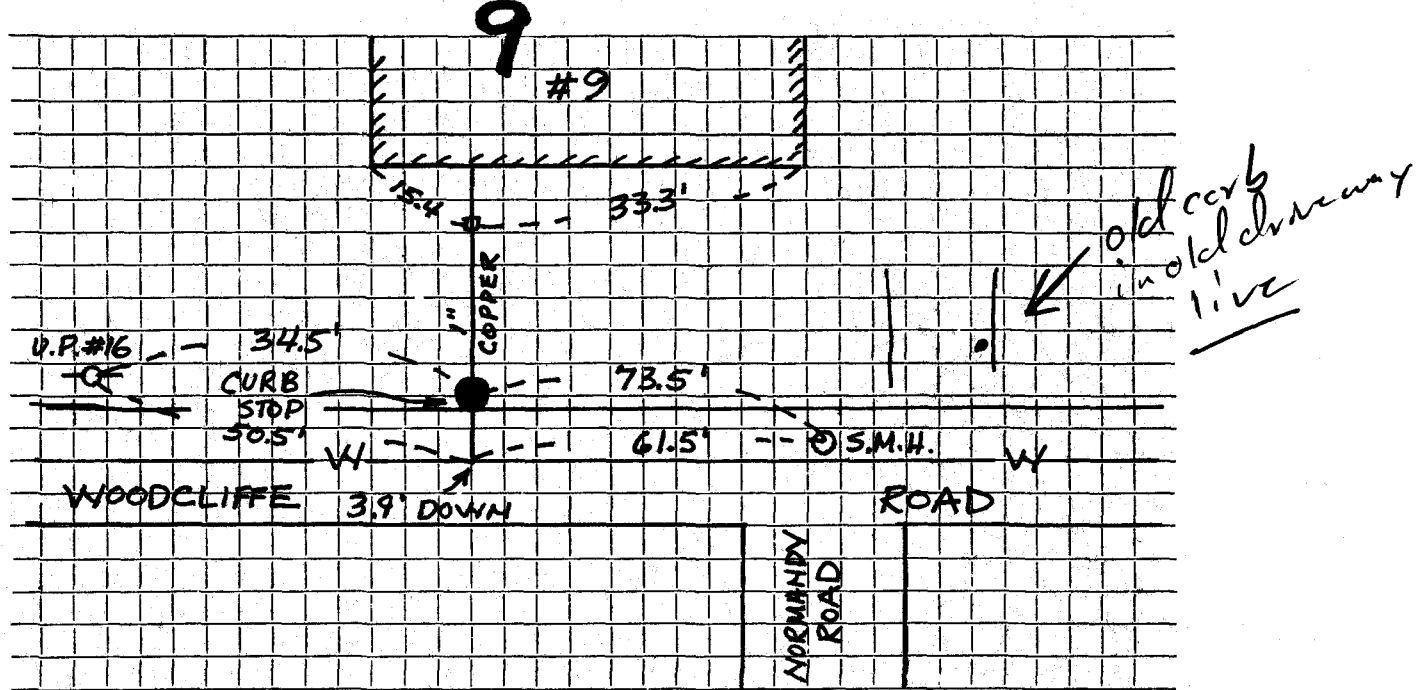 9
#9
15.4
33.3'
1"
COPPER
old curb
in old driveway
live
U.P.#16
34.5'
CURB
STOP
73.5'
50.5'
61.5'
S.M.H.
W
W
WOODCLIFFE
3.9' DOWN
ROAD
NORMANDY
ROAD